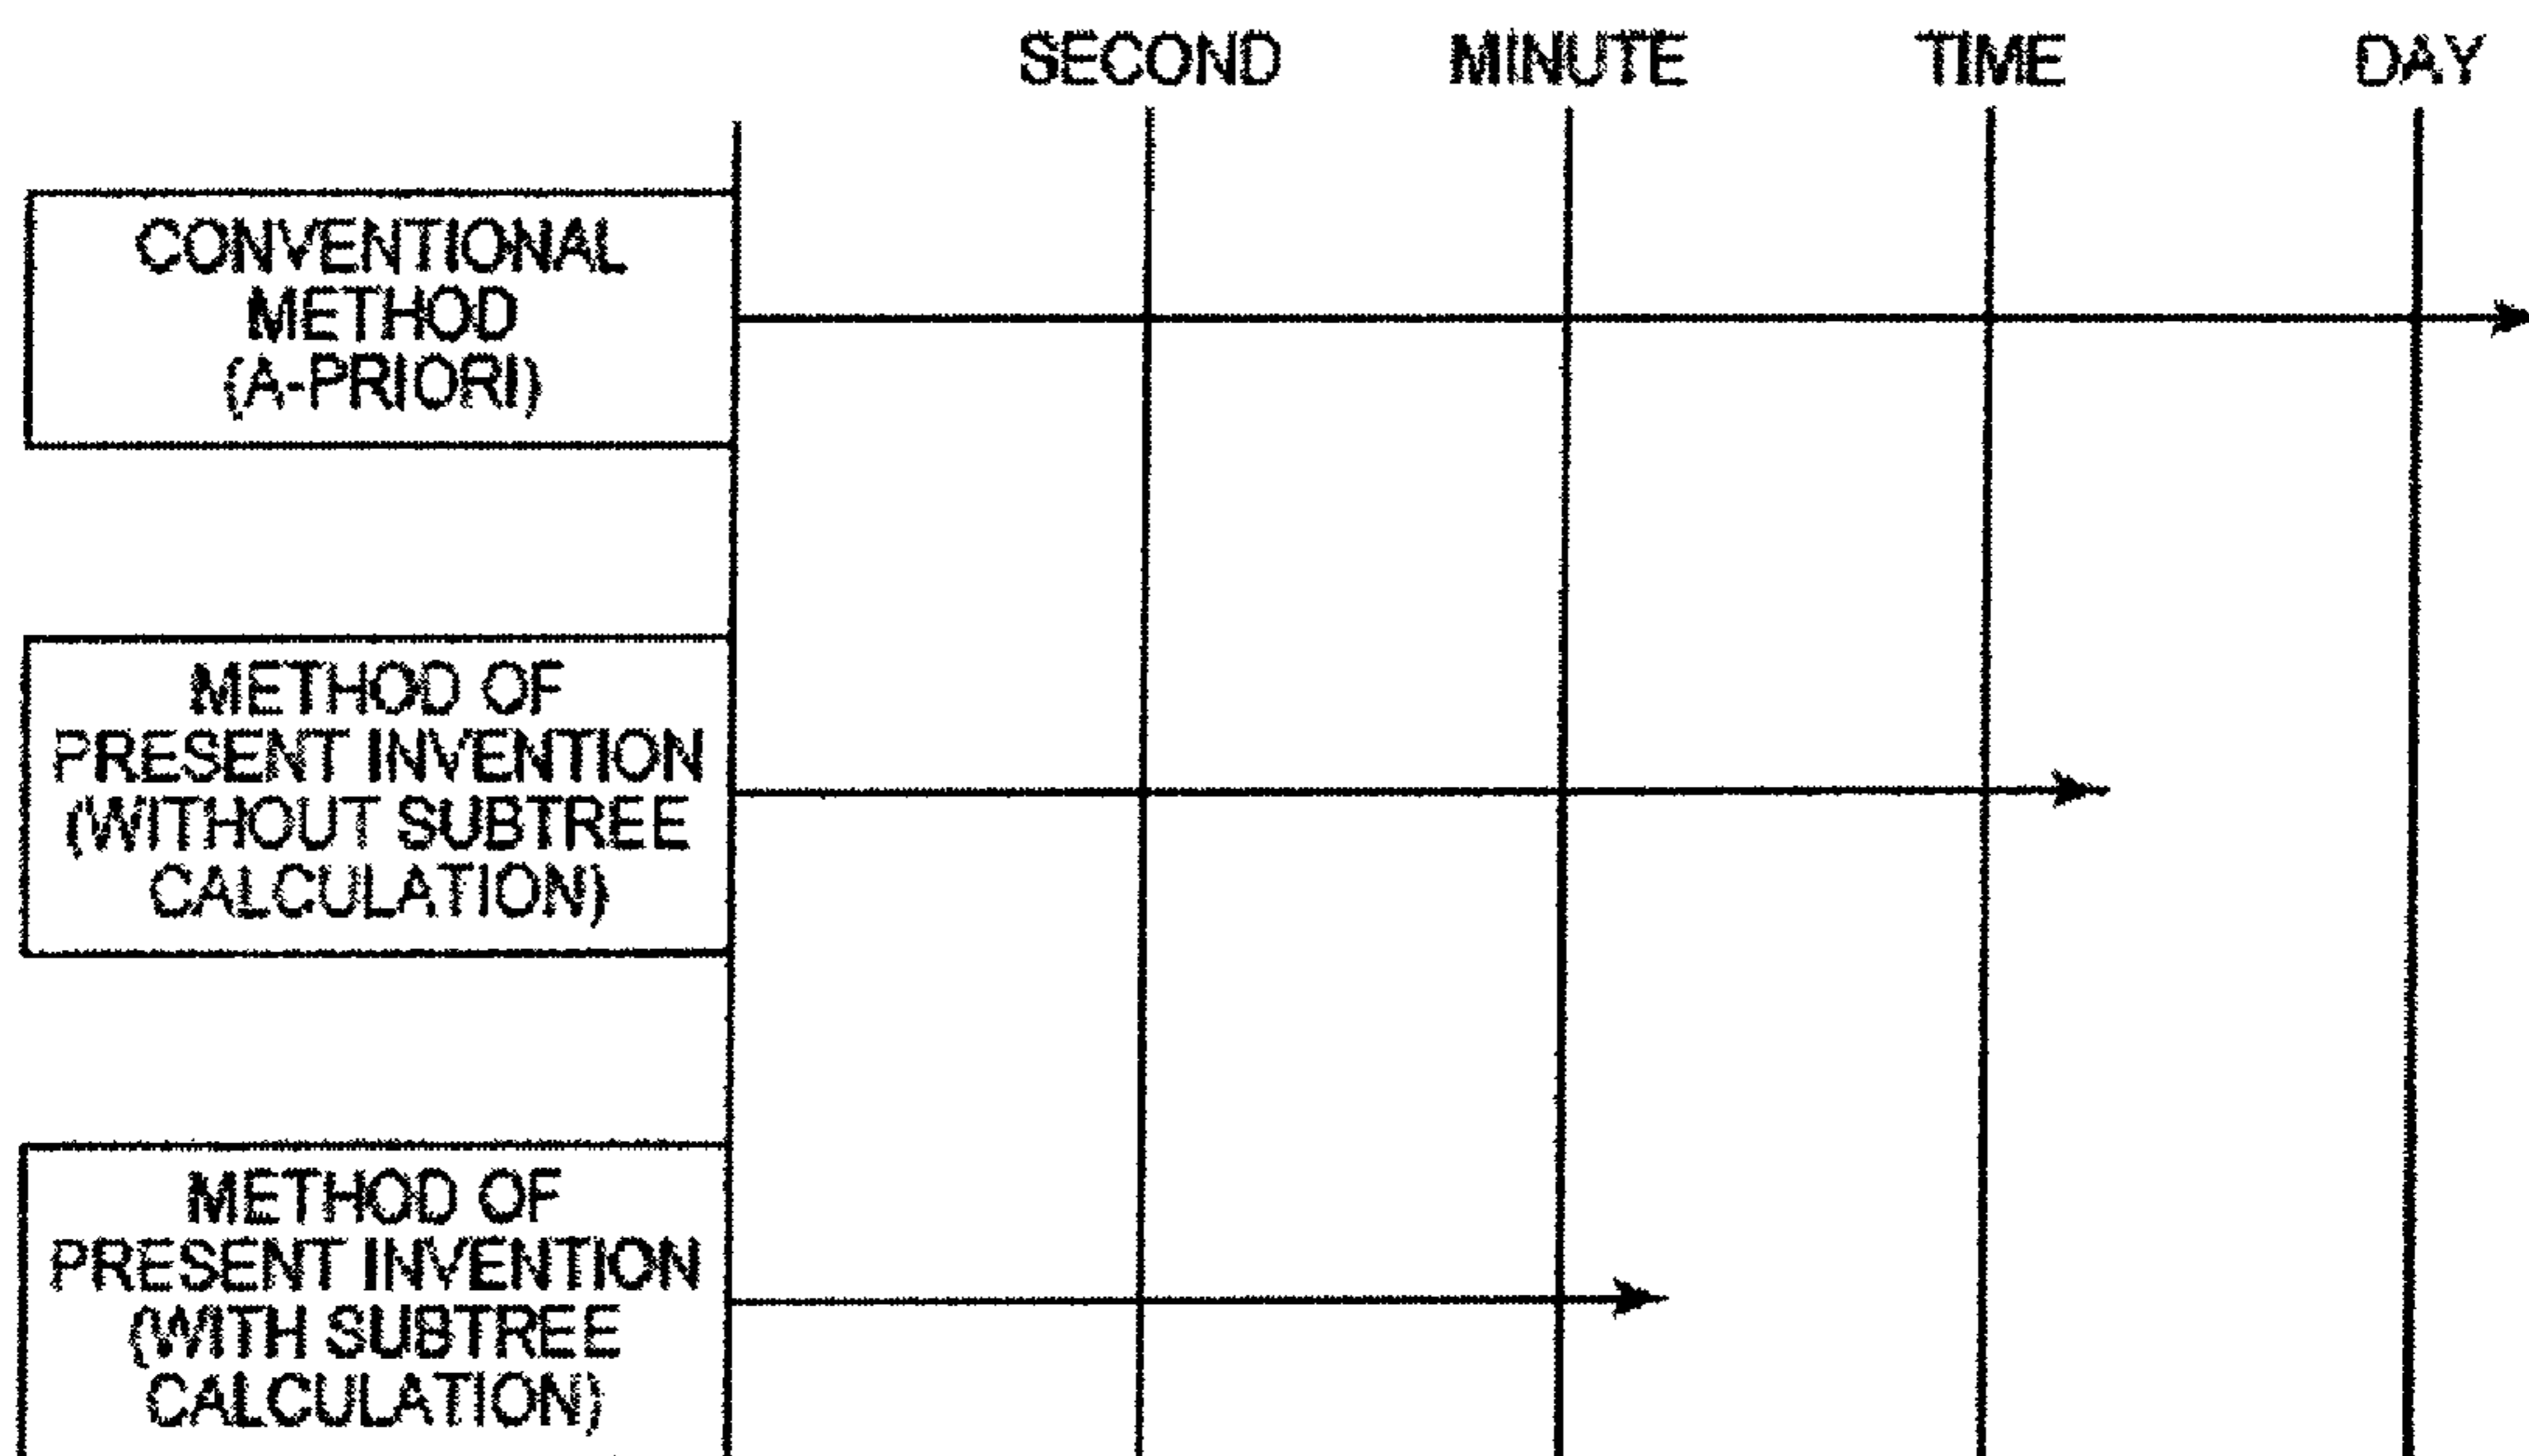 SECOND MINUTE TIME DAY
CONVENTIONAL
METHOD
(A-PRIORI)
METHOD OF
PRESENT INVENTION
(WITHOUT SUBTREE
CALCULATION)
METHOD OF
PRESENT INVENTION
(WITH SUBTREE
CALCULATION)